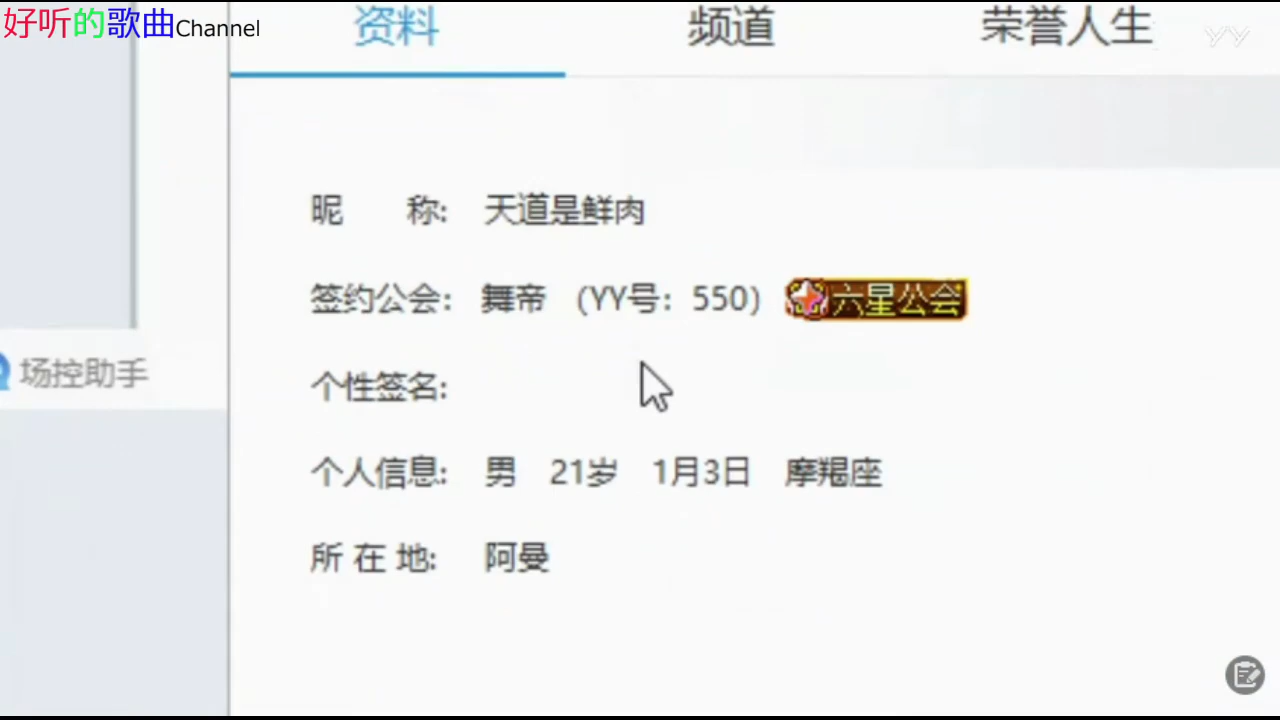 好听的歌曲Channel
资料 频道 荣誉人生 YY
昵 称: 天道是鲜肉
签约公会: 舞帝 (YY号: 550) 六星公会
场控助手
个性签名:
个人信息: 男 21岁 1月3日 摩羯座
所 在 地: 阿曼